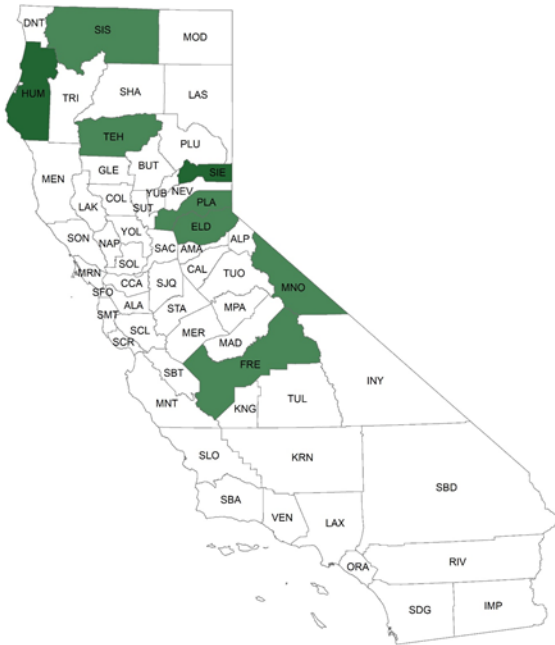 DNT
SIS
MOD
HUM
TRI
SHA
LAS
TEH
PLU
MEN
GLE
BUT
SIE
LAK
COL
SUT
YUB
NEV
PLA
SON
NAP
YOL
ELD
SAC
AMA
ALP
MRN
SOL
CAL
TUO
MNO
SFO
CCA
SJQ
SMT
ALA
STA
MPA
SCR
SCL
MER
MAD
SBT
FRE
INY
MNT
KNG
TUL
SLO
KRN
SBD
SBA
VEN
LAX
ORA
RIV
SDG
IMP